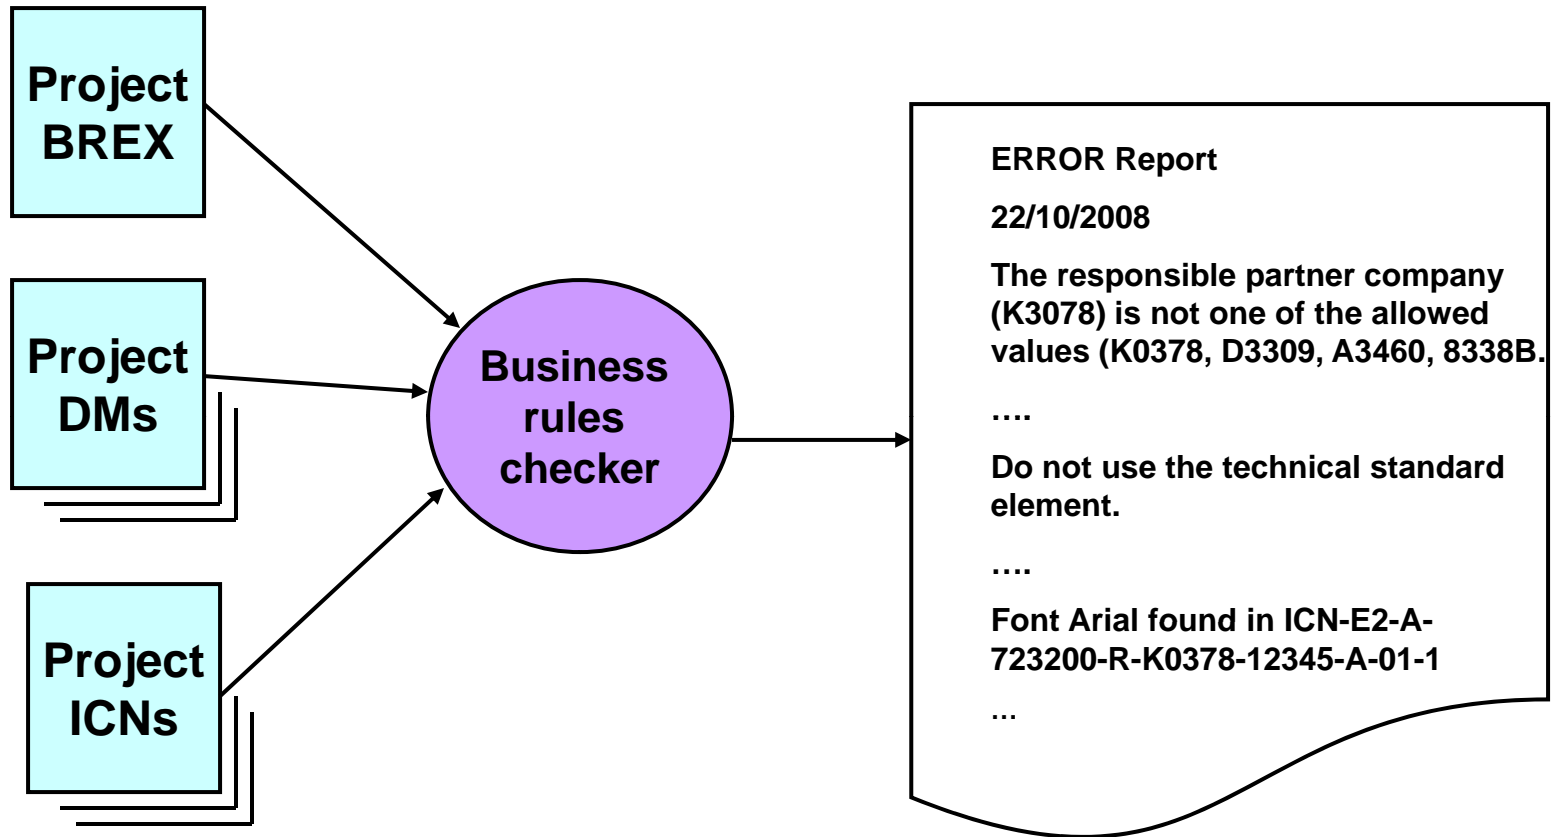 Project
BREX
Project
DMs
Project
ICNs
Business
rules
checker
ERROR Report
22/10/2008
The responsible partner company
(K3078) is not one of the allowed
values (K0378, D3309, A3460, 8338B.
....
Do not use the technical standard
element.
....
Font Arial found in ICN-E2-A-
723200-R-K0378-12345-A-01-1
...